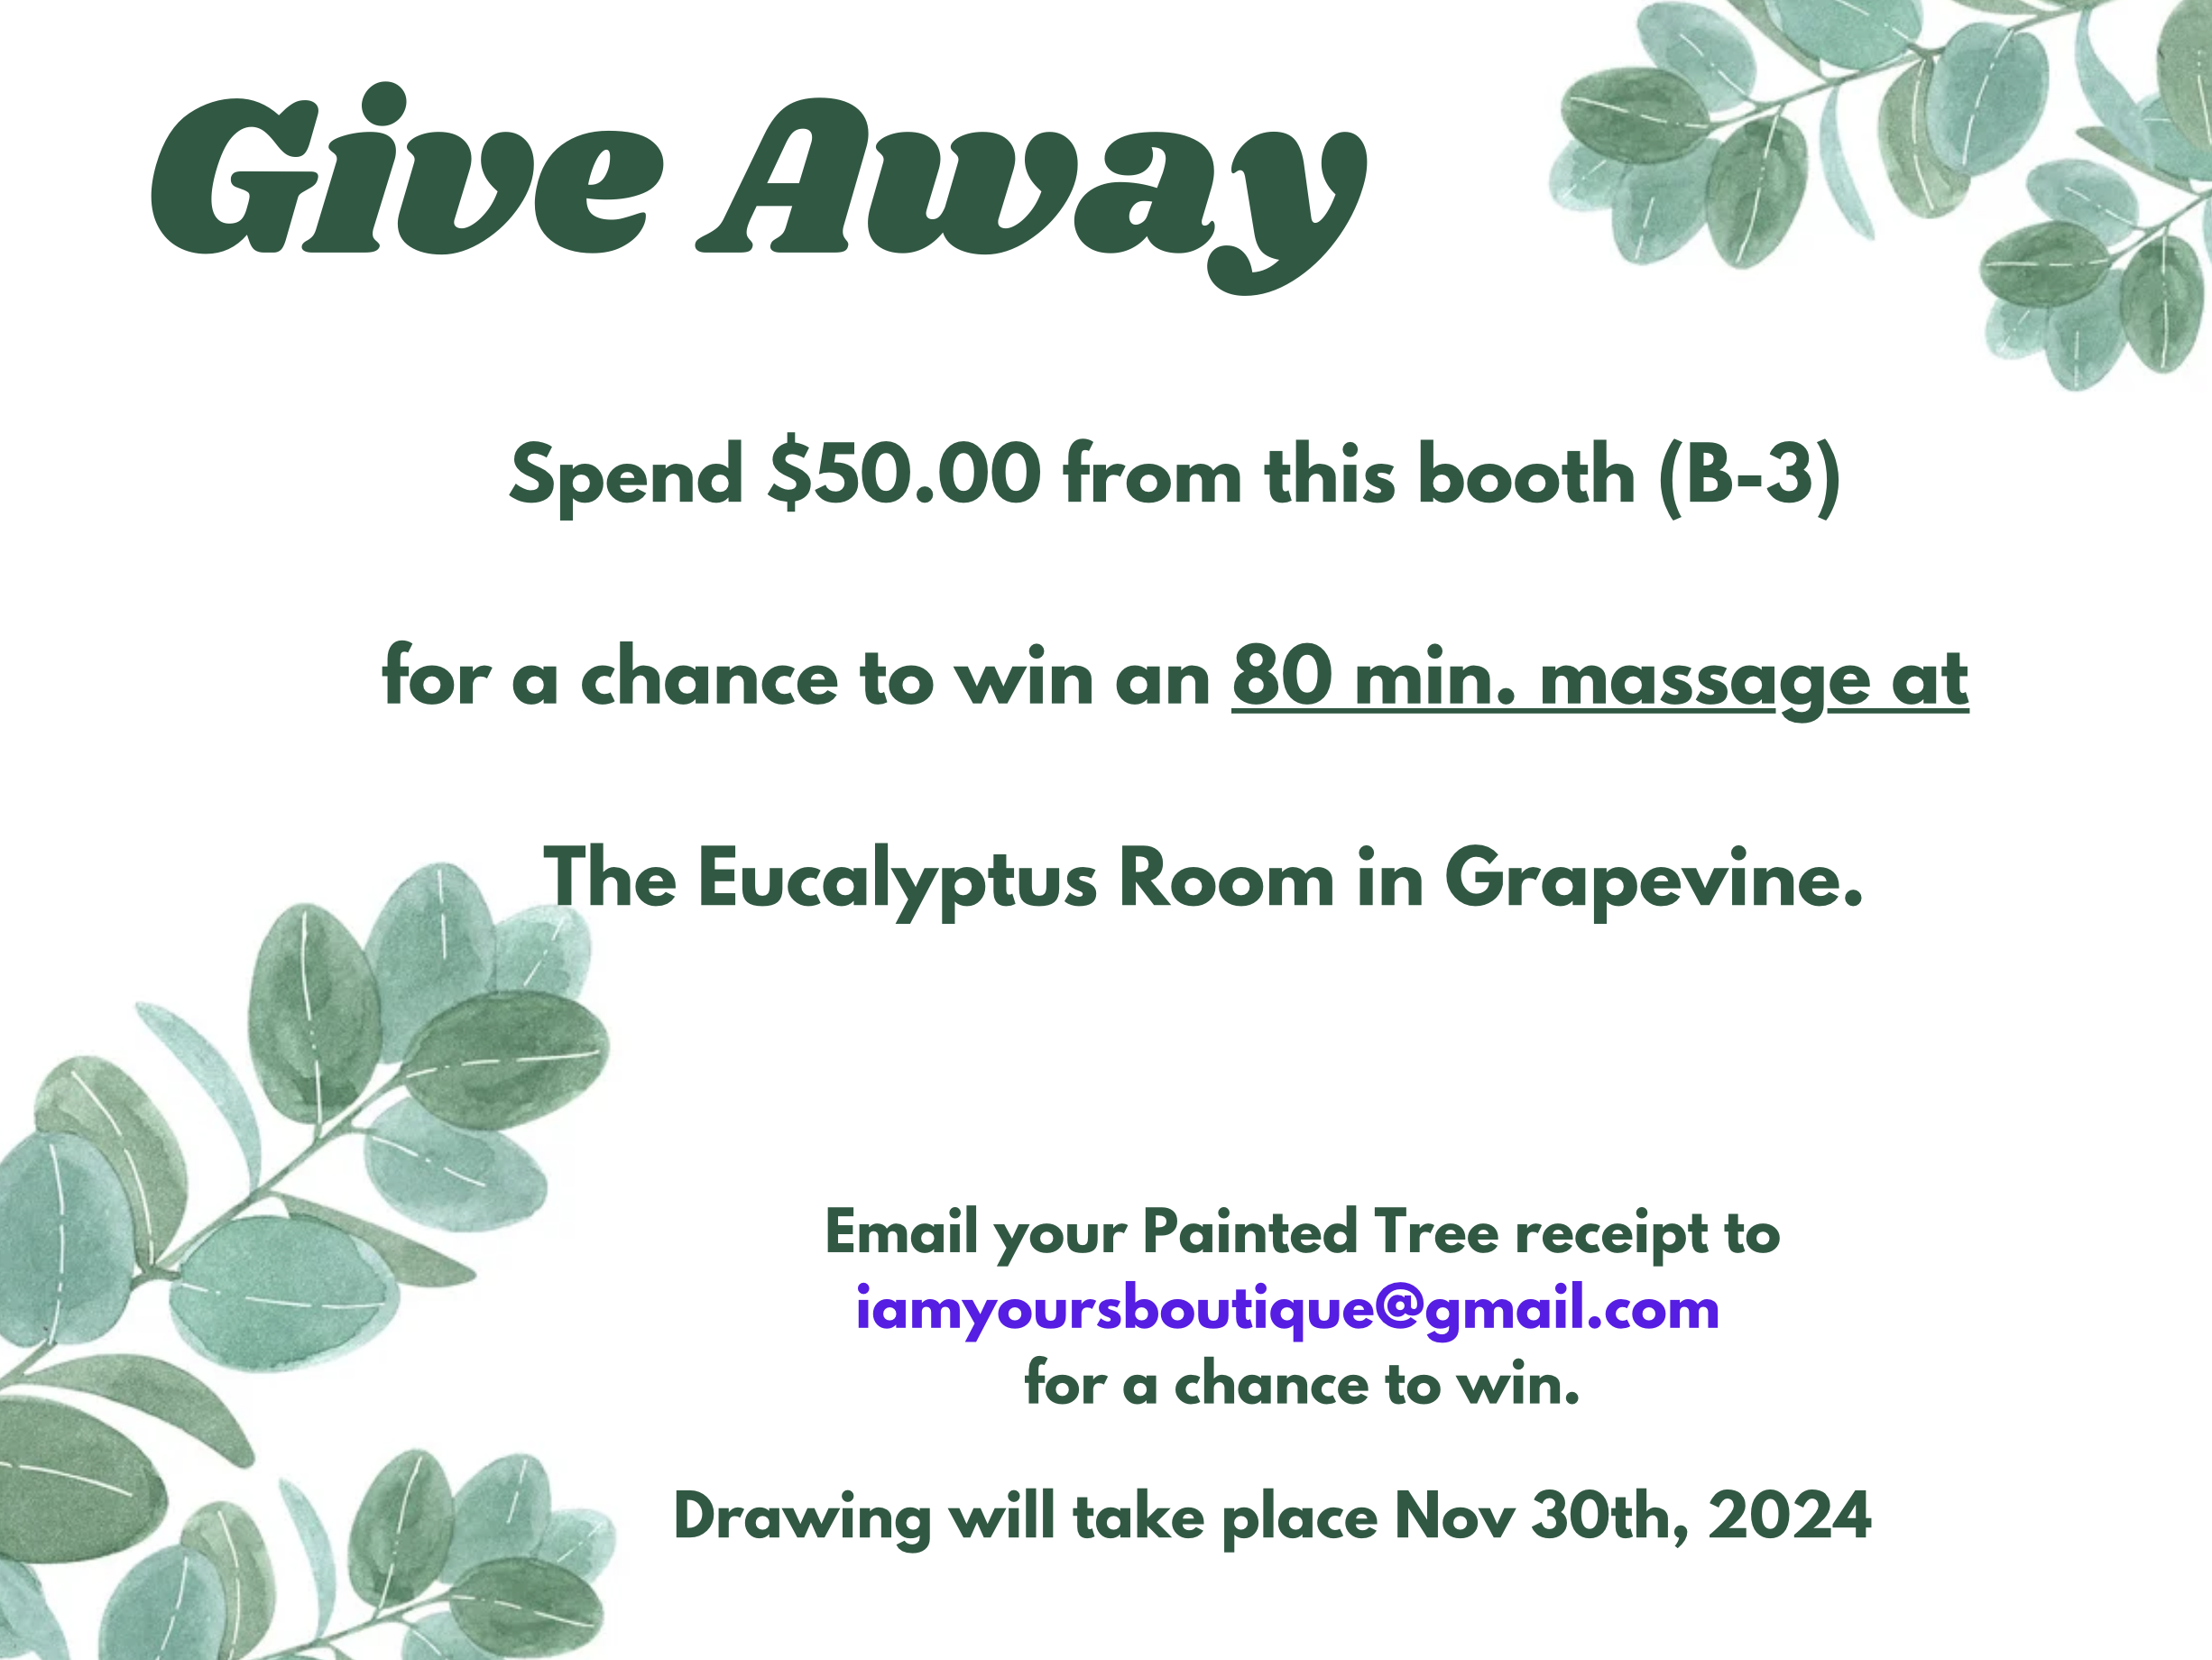 Give Away
Spend $50.00 from this booth (B-3)
for a chance to win an 80 min. massage at
The Eucalyptus Room in Grapevine.
Email your Painted Tree receipt to
iamyoursboutique@gmail.com
for a chance to win.
Drawing will take place Nov 30th, 2024